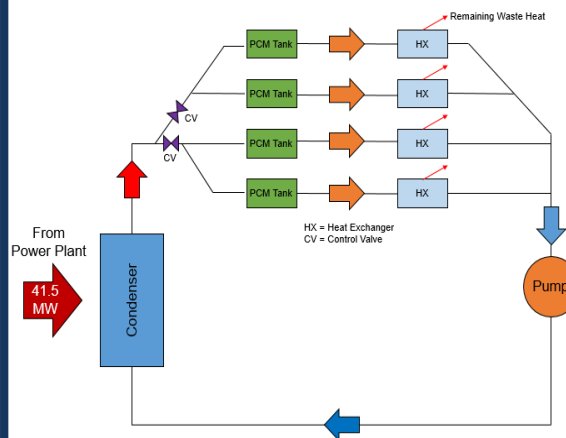 Remaining Waste Heat
PCM Tank
HX
PCM Tank
HX
CV
PCM Tank
HX
CV
PCM Tank
HX
HX = Heat Exchanger
CV = Control Valve
From
Power Plant
41.5
MW
Condenser
Pump